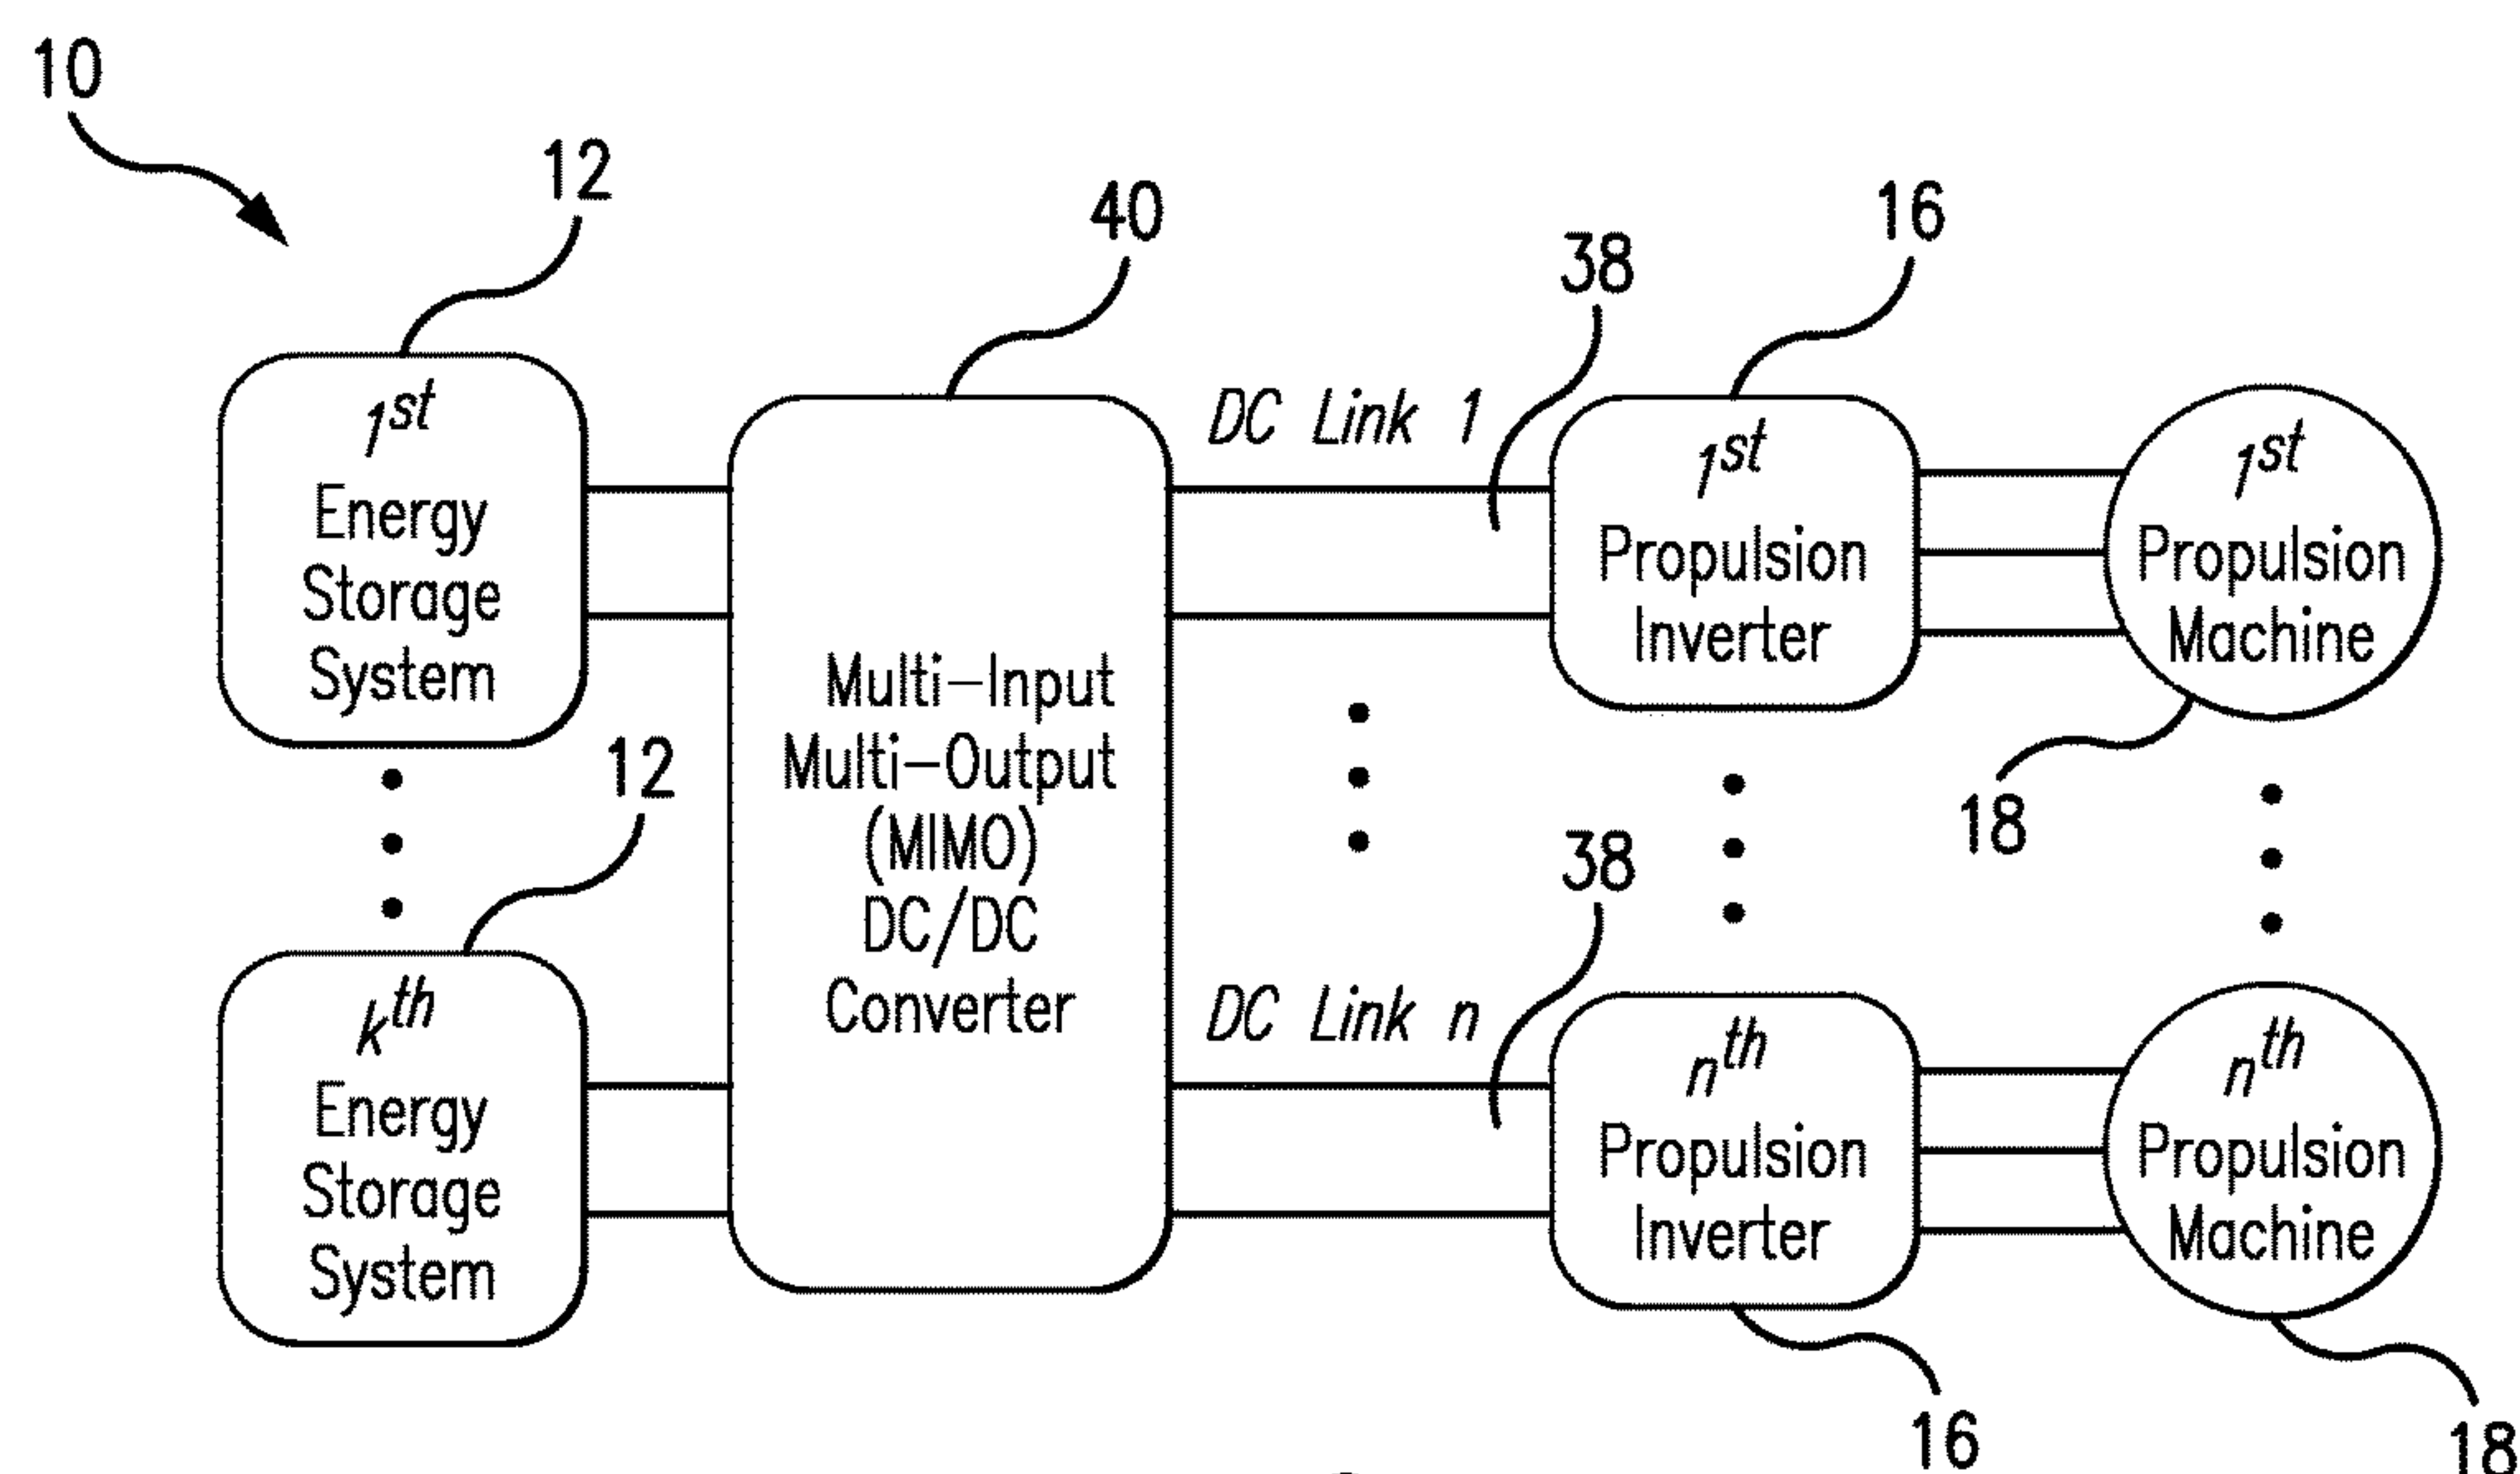 10
12
40
38
16
1st
Energy
Storage
System
Multi-Input
Multi-Output
(MIMO)
DC/DC
Converter
DC Link 1
1st
Propulsion
Inverter
1st
Propulsion
Machine
18
12
38
kth
Energy
Storage
System
DC Link n
nth
Propulsion
Inverter
nth
Propulsion
Machine
16
18